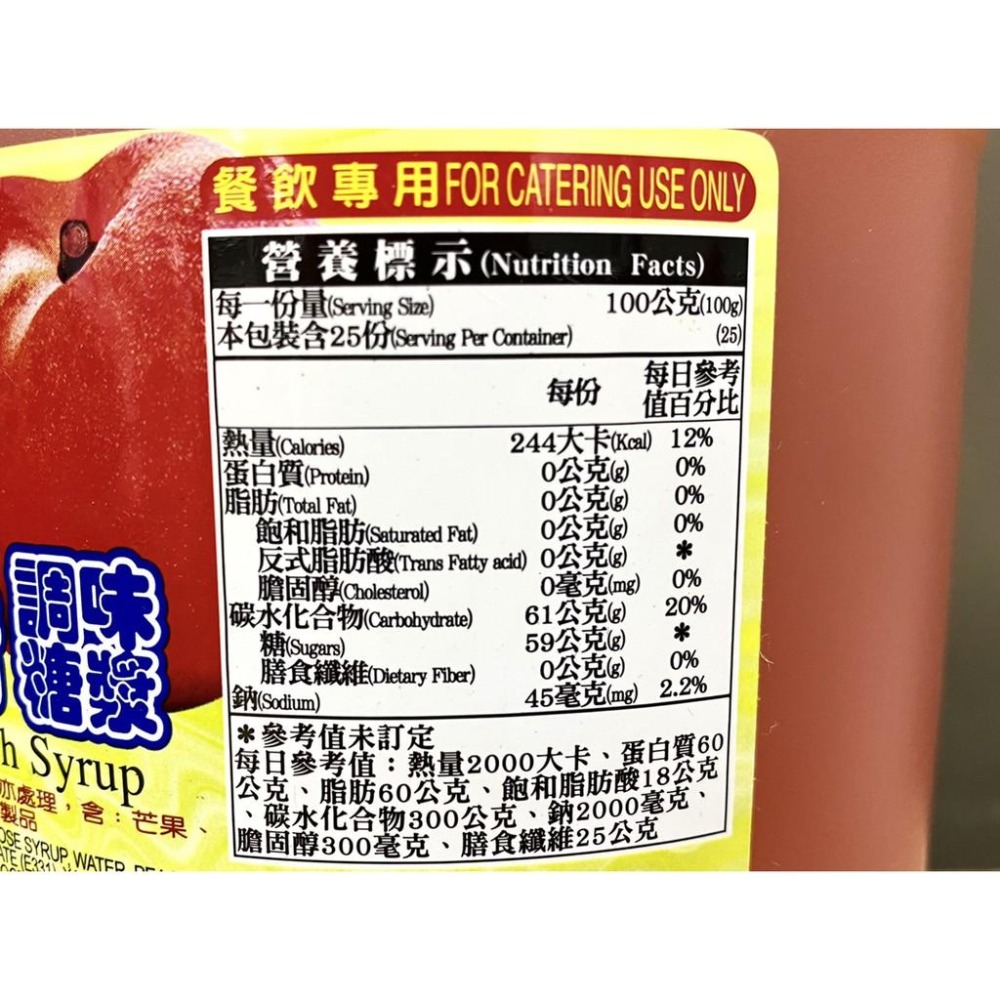 餐飲專用FOR CATERING USE ONLY
營養標示(Nutrition Facts)
每一份量(Serving Size) 100公克(100g)
本包裝含25份(Serving Per Container) (25)
每份 每日參考
值百分比
熱量(Calories) 244大卡(Kcal) 12%
蛋白質(Protein) 0公克(g) 0%
脂肪(Total Fat) 0公克(g) 0%
飽和脂肪(Saturated Fat) 0公克(g) 0%
反式脂肪酸(Trans Fatty acid) 0公克(g) *
膽固醇(Cholesterol) 0毫克(mg) 0%
碳水化合物(Carbohydrate) 61公克(g) 20%
糖(Sugars) 59公克(g) *
膳食纖維(Dietary Fiber) 0公克(g) 0%
鈉(Sodium) 45毫克(mg) 2.2%
*參考值未訂定
每日參考值：熱量2000大卡、蛋白質60
公克、脂肪60公克、飽和脂肪酸18公克
、碳水化合物300公克、鈉2000毫克、
膽固醇300毫克、膳食纖維25公克
調味
糖漿
h Syrup
處理，含：芒果、
製品
OSE SYRUP, WATER,
(E331)